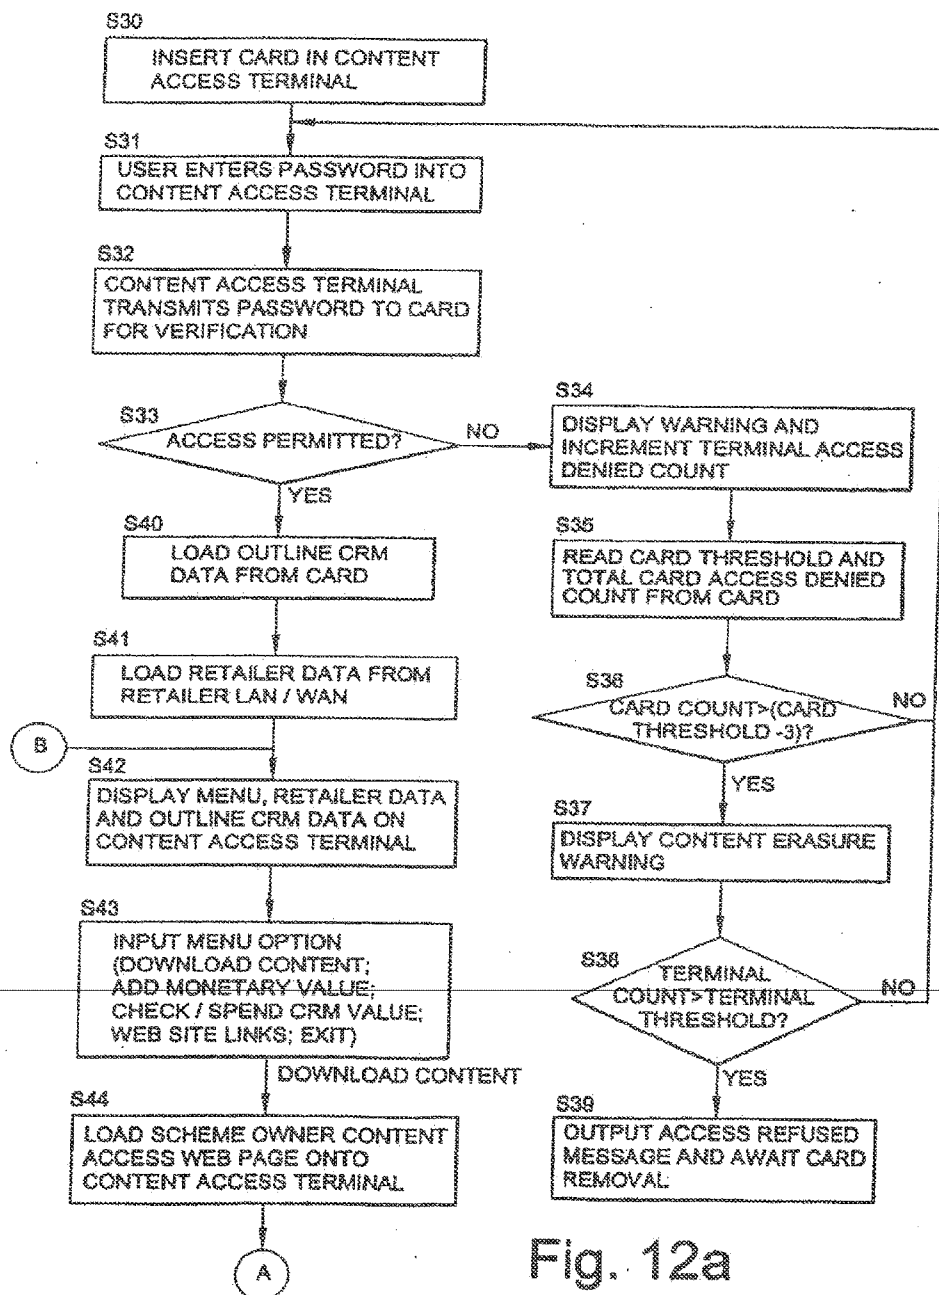 S30
INSERT CARD IN CONTENT
ACCESS TERMINAL
S31
USER ENTERS PASSWORD INTO
CONTENT ACCESS TERMINAL
S32
CONTENT ACCESS TERMINAL
TRANSMITS PASSWORD TO CARD
FOR VERIFICATION
S33
ACCESS PERMITTED?
NO
YES
S34
DISPLAY WARNING AND
INCREMENT TERMINAL ACCESS
DENIED COUNT
S35
READ CARD THRESHOLD AND
TOTAL CARD ACCESS DENIED
COUNT FROM CARD
S36
CARD COUNT>(CARD
THRESHOLD -3)?
NO
YES
S37
DISPLAY CONTENT ERASURE
WARNING
S38
TERMINAL
COUNT>TERMINAL
THRESHOLD?
NO
YES
S39
OUTPUT ACCESS REFUSED
MESSAGE AND AWAIT CARD
REMOVAL
S40
LOAD OUTLINE CRM
DATA FROM CARD
S41
LOAD RETAILER DATA FROM
RETAILER LAN / WAN
B
S42
DISPLAY MENU, RETAILER DATA
AND OUTLINE CRM DATA ON
CONTENT ACCESS TERMINAL
S43
INPUT MENU OPTION
(DOWNLOAD CONTENT;
ADD MONETARY VALUE;
CHECK / SPEND CRM VALUE;
WEB SITE LINKS; EXIT)
DOWNLOAD CONTENT
S44
LOAD SCHEME OWNER CONTENT
ACCESS WEB PAGE ONTO
CONTENT ACCESS TERMINAL
A
Fig. 12a